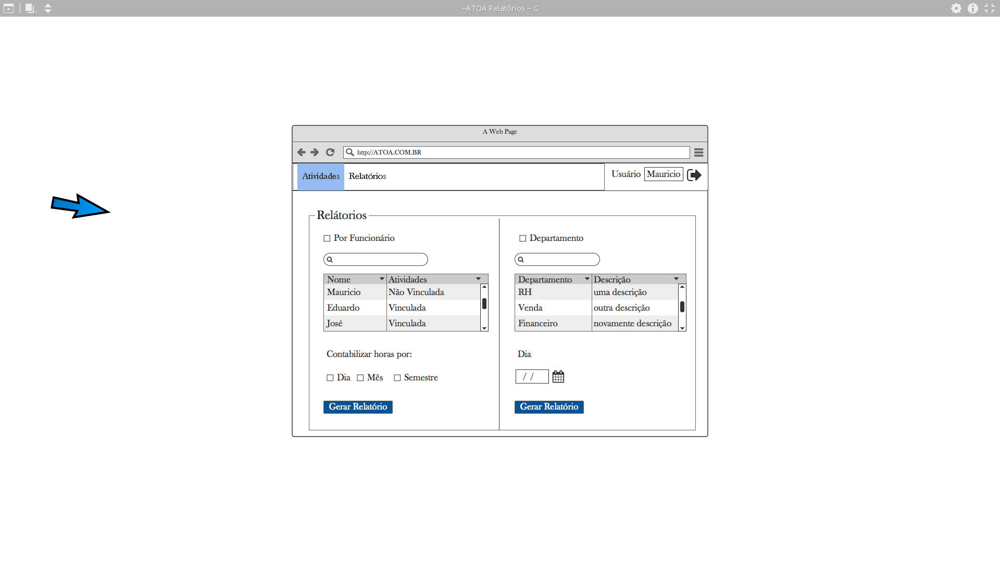 -ATOA Relatórios - G
A Web Page
http://ATOA.COM.BR
Atividades Relatórios Usuário Mauricio
Relátorios
Por Funcionário
Nome Atividades
Mauricio Não Vinculada
Eduardo Vinculada
José Vinculada
Contabilizar horas por:
Dia Mês Semestre
Gerar Relatório
Departamento
Departamento Descrição
RH uma descrição
Venda outra descrição
Financeiro novamente descrição
Dia
/ /
Gerar Relatório